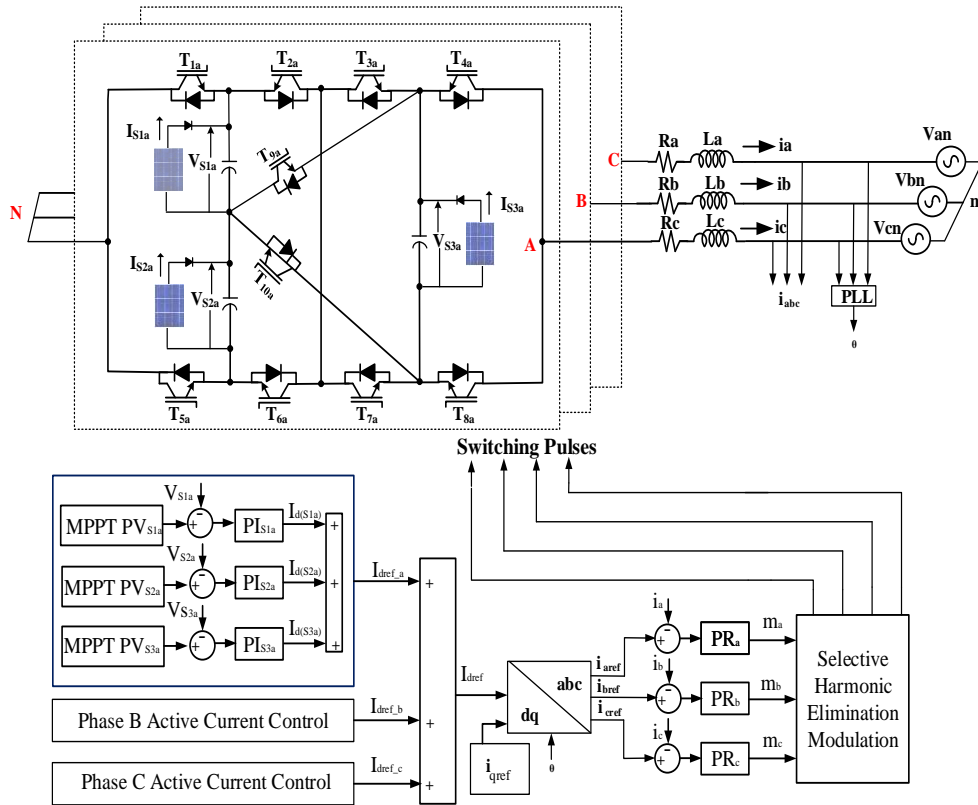 T1a
T2a
T3a
T4a
IS1a
VS1a
T9a
IS3a
VS3a
N
IS2a
VS2a
T10a
A
B
C
T5a
T6a
T7a
T8a
Ra
La
ia
Van
Rb
Lb
ib
Vbn
n
Rc
Lc
ic
Vcn
iabc
PLL
θ
Switching Pulses
VS1a
MPPT PVS1a
+
-
PIS1a
Id(S1a)
+
VS2a
MPPT PVS2a
+
-
PIS2a
Id(S2a)
+
VS3a
MPPT PVS3a
+
-
PIS3a
Id(S3a)
+
Idref_a
+
Phase B Active Current Control
Idref_b
+
Phase C Active Current Control
Idref_c
+
Idref
iqref
abc
dq
θ
iaref
ibref
icref
ia
+
-
PRa
ma
ib
+
-
PRb
mb
ic
+
-
PRc
mc
Selective
Harmonic
Elimination
Modulation